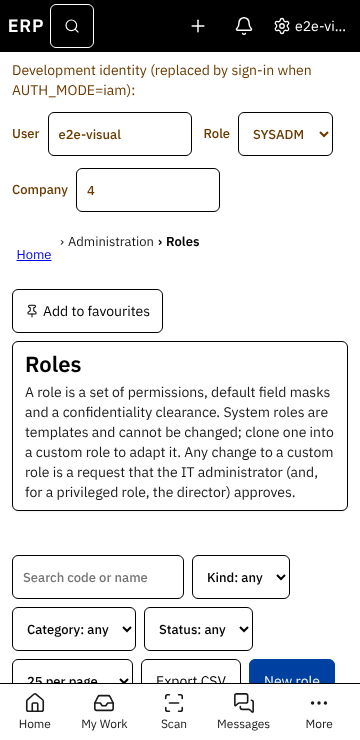 ERP
e2e-vi...
Development identity (replaced by sign-in when
AUTH_MODE=iam):
User e2e-visual Role SYSADM
Company 4
Home › Administration › Roles
Add to favourites
Roles
A role is a set of permissions, default field masks
and a confidentiality clearance. System roles are
templates and cannot be changed; clone one into
a custom role to adapt it. Any change to a custom
role is a request that the IT administrator (and,
for a privileged role, the director) approves.
Search code or name Kind: any
Category: any Status: any
25 per page Export CSV New role
Home My Work Scan Messages More